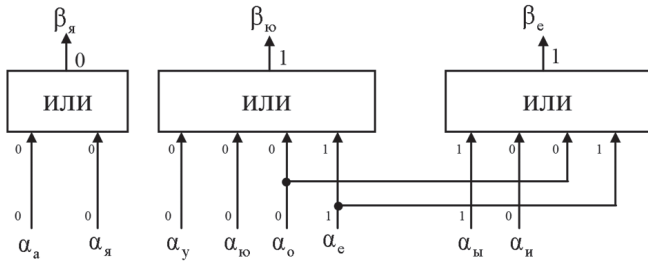 βя βю βе
0 1 1
или или или
0 0 0 0 0 1 1 0 0 1
0 0 0 0 0 1 1 0
αа αя αу αю αо αе αы αи